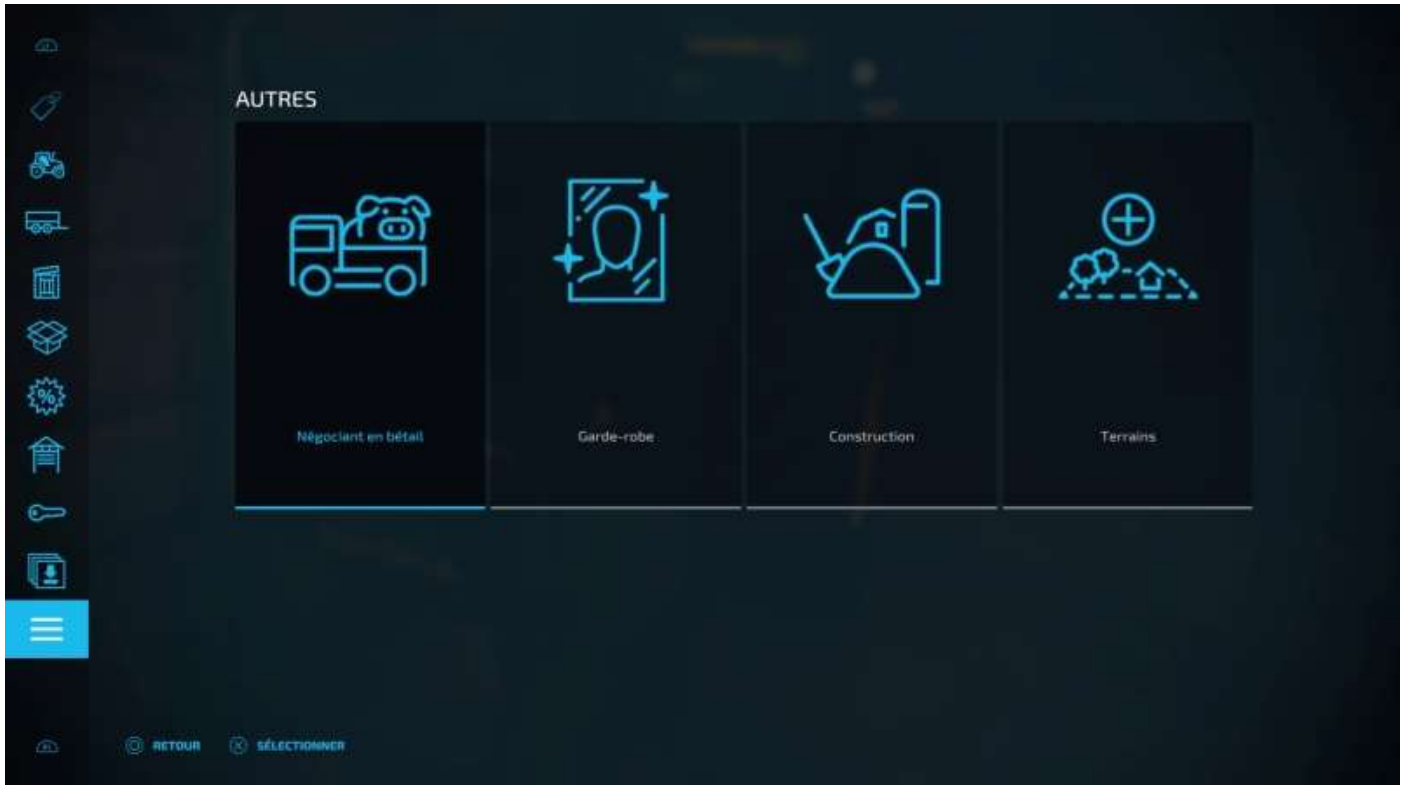 AUTRES
Négociant en bétail
Garde-robe
Construction
Terrains
%
RETOUR
SÉLECTIONNER